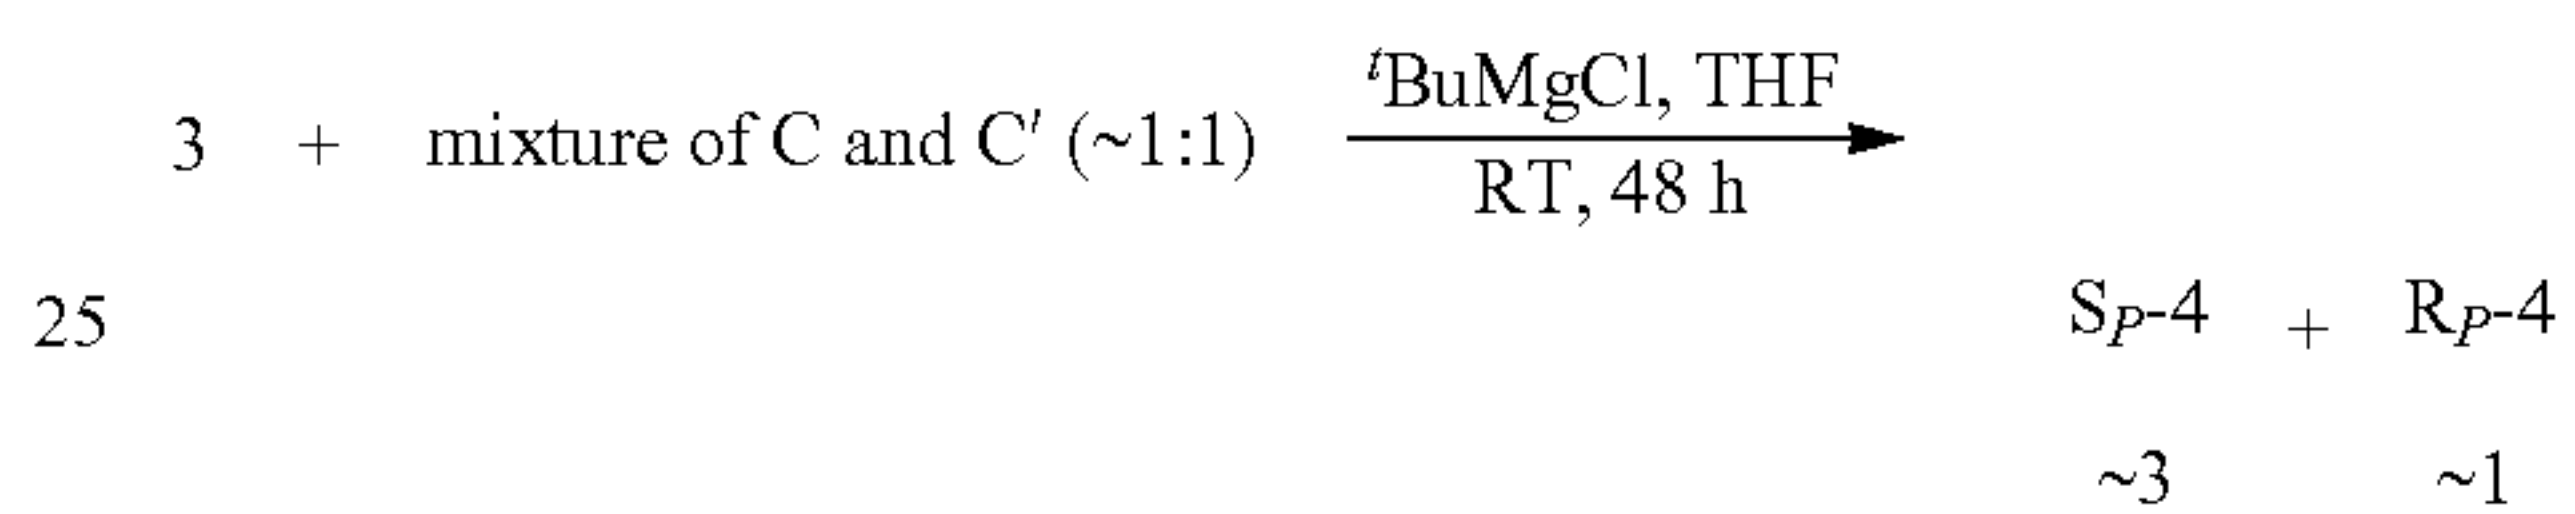 ᵗBuMgCl, THF
3 + mixture of C and C′ (~1:1)
RT, 48 h
25 S_P-4 + R_P-4
~3 ~1